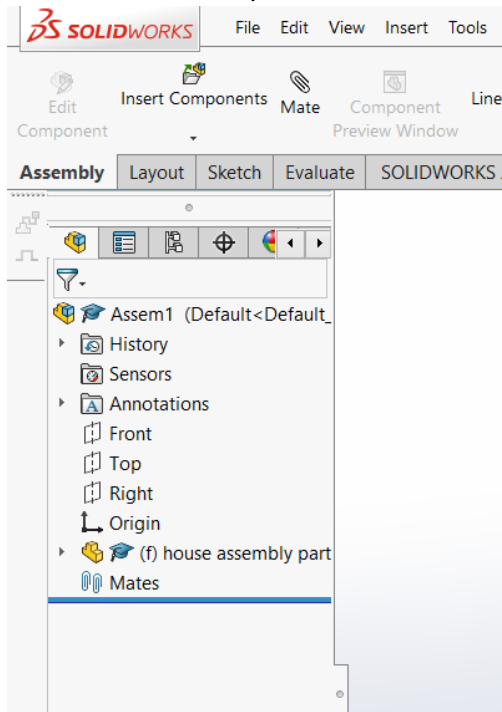 SOLIDWORKS File Edit View Insert Tools
Edit Component
Insert Components
Mate
Component Preview Window
Line
Assembly Layout Sketch Evaluate SOLIDWORKS
Assem1 (Default<Default_
History
Sensors
Annotations
Front
Top
Right
Origin
(f) house assembly part
Mates